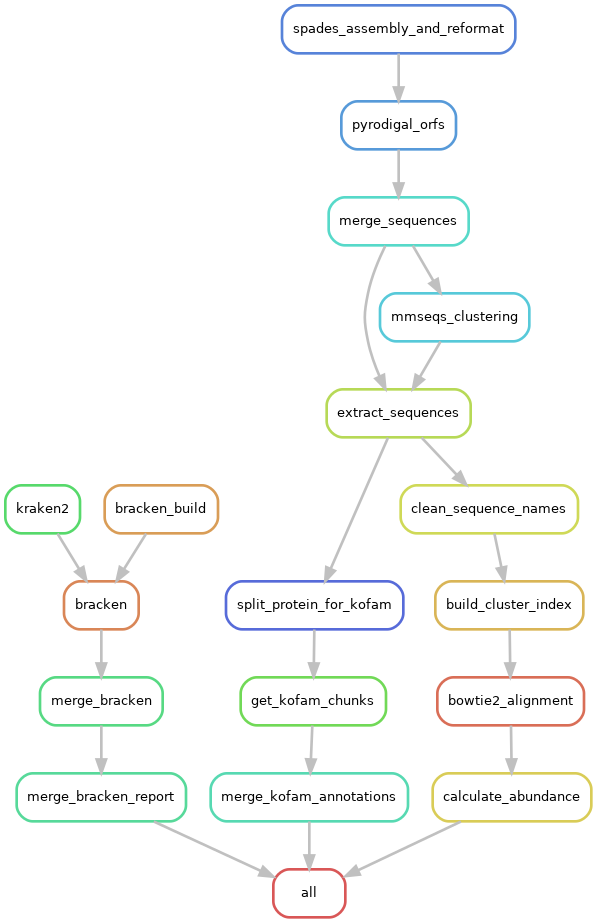 spades_assembly_and_reformat
pyrodigal_orfs
merge_sequences
mmseqs_clustering
extract_sequences
kraken2
bracken_build
clean_sequence_names
bracken
split_protein_for_kofam
build_cluster_index
merge_bracken
get_kofam_chunks
bowtie2_alignment
merge_bracken_report
merge_kofam_annotations
calculate_abundance
all